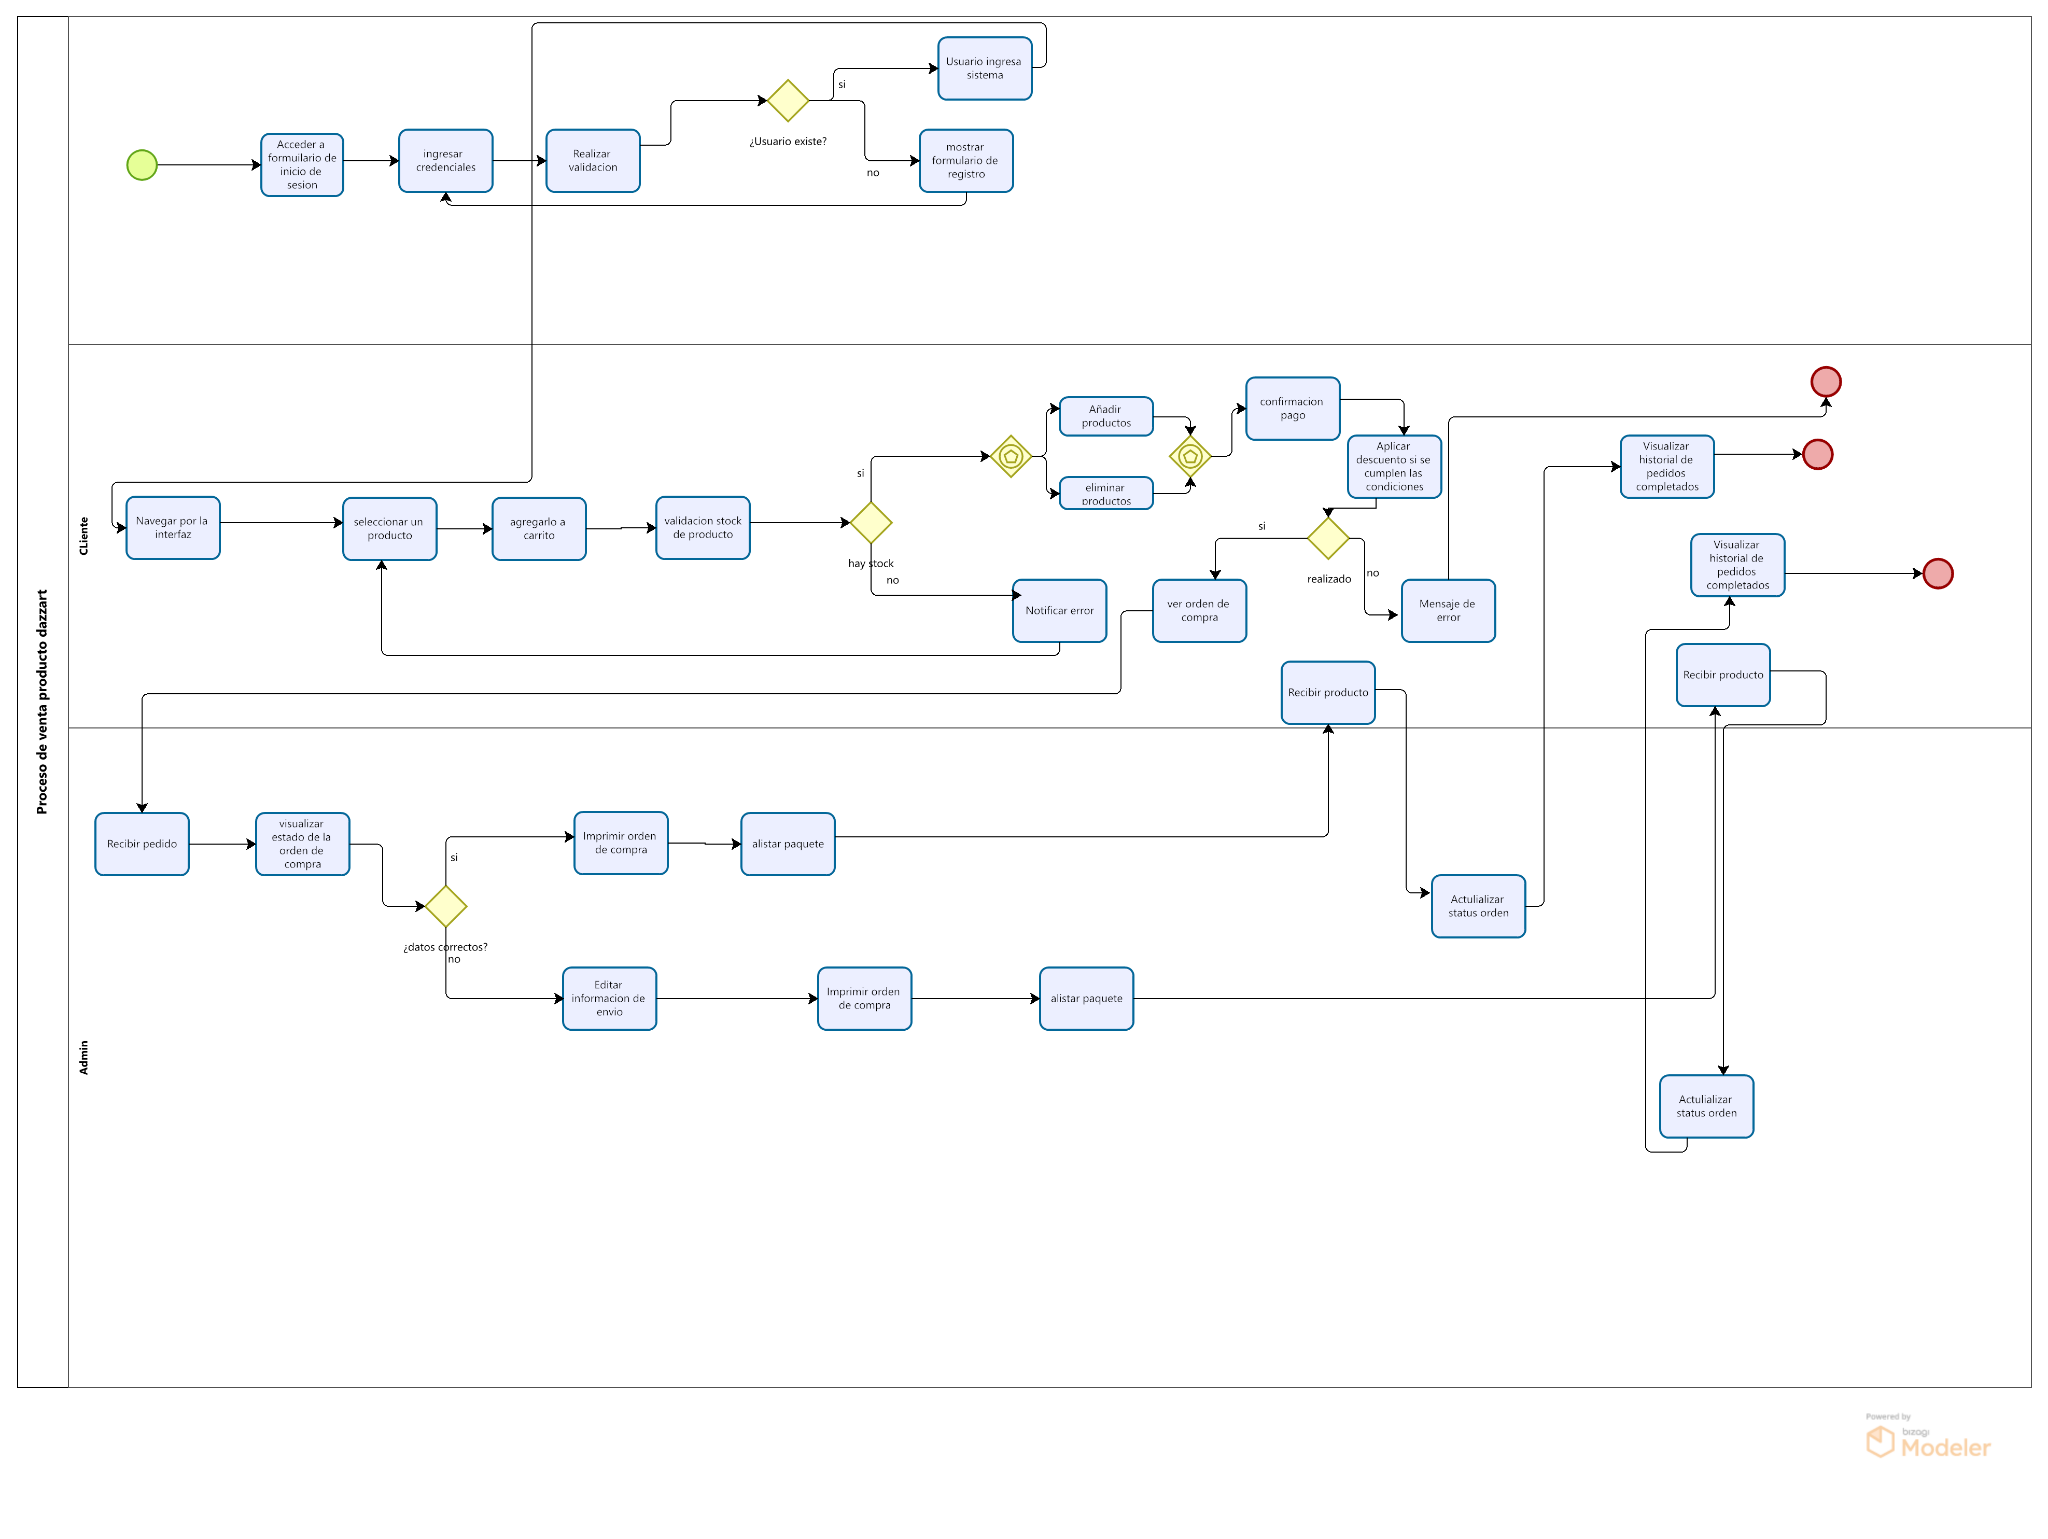 Proceso de venta producto dazzart
Usuario ingresa
sistema
si
¿Usuario existe?
no
Acceder a
formuilario de
inicio de
sesion
ingresar
credenciales
Realizar
validacion
mostrar
formulario de
registro
CLiente
Navegar por la
interfaz
seleccionar un
producto
agregarlo a
carrito
validacion stock
de producto
si
hay stock
no
Añadir
productos
eliminar
productos
confirmacion
pago
Aplicar
descuento si se
cumplen las
condiciones
si
realizado
no
Notificar error
ver orden de
compra
Mensaje de
error
Visualizar
historial de
pedidos
completados
Visualizar
historial de
pedidos
completados
Recibir producto
Recibir producto
Admin
Recibir pedido
visualizar
estado de la
orden de
compra
si
¿datos correctos?
no
Imprimir orden
de compra
alistar paquete
Actulializar
status orden
Editar
informacion de
envio
Imprimir orden
de compra
alistar paquete
Actulializar
status orden
Powered by
bizagi
Modeler